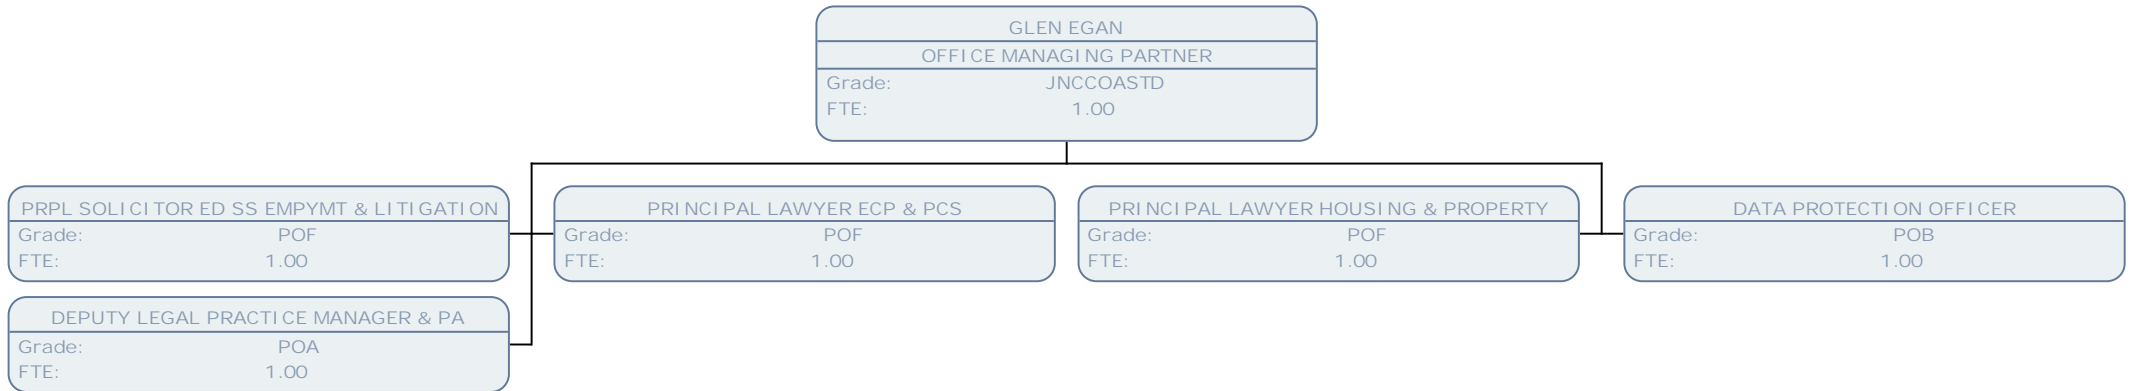 GLEN EGAN
OFFICE MANAGING PARTNER
Grade: JNCCOASTD
FTE: 1.00
PRPL SOLICITOR ED SS EMPYMT & LITIGATION
Grade: POF
FTE: 1.00
PRINCIPAL LAWYER ECP & PCS
Grade: POF
FTE: 1.00
PRINCIPAL LAWYER HOUSING & PROPERTY
Grade: POF
FTE: 1.00
DATA PROTECTION OFFICER
Grade: POB
FTE: 1.00
DEPUTY LEGAL PRACTICE MANAGER & PA
Grade: POA
FTE: 1.00